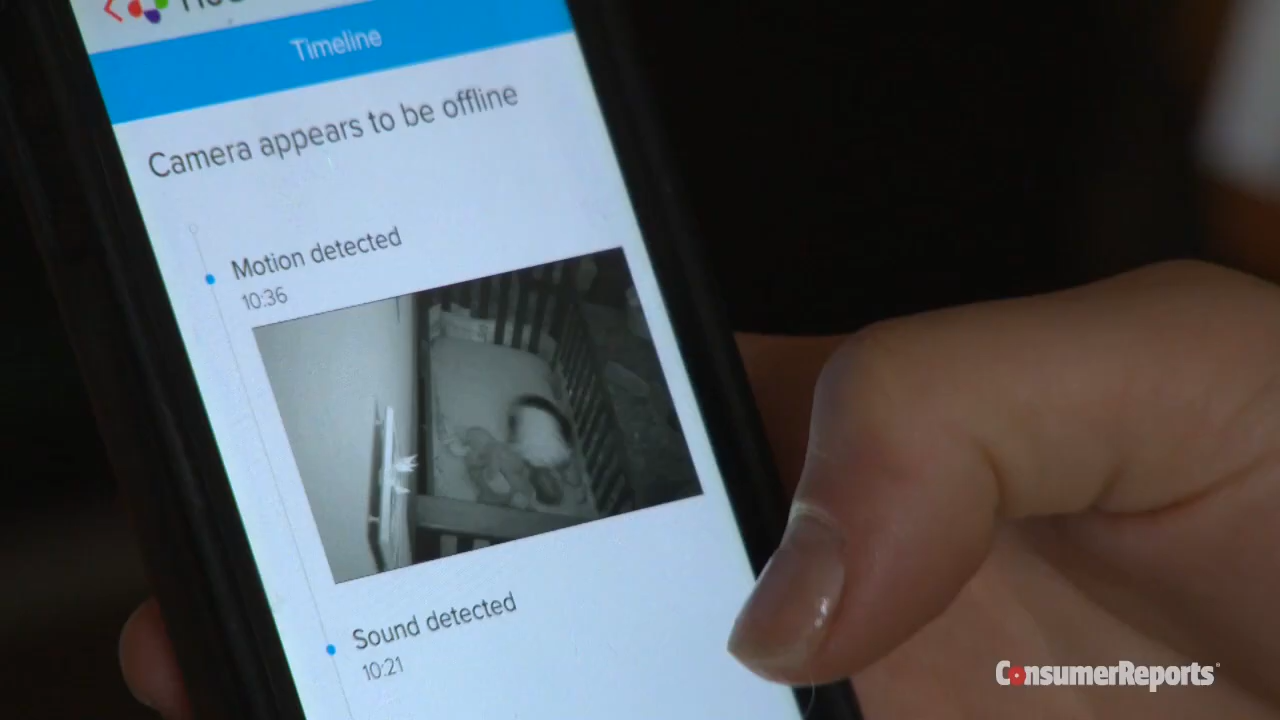 Timeline
Camera appears to be offline
Motion detected
10:36
Sound detected
10:21
ConsumerReports